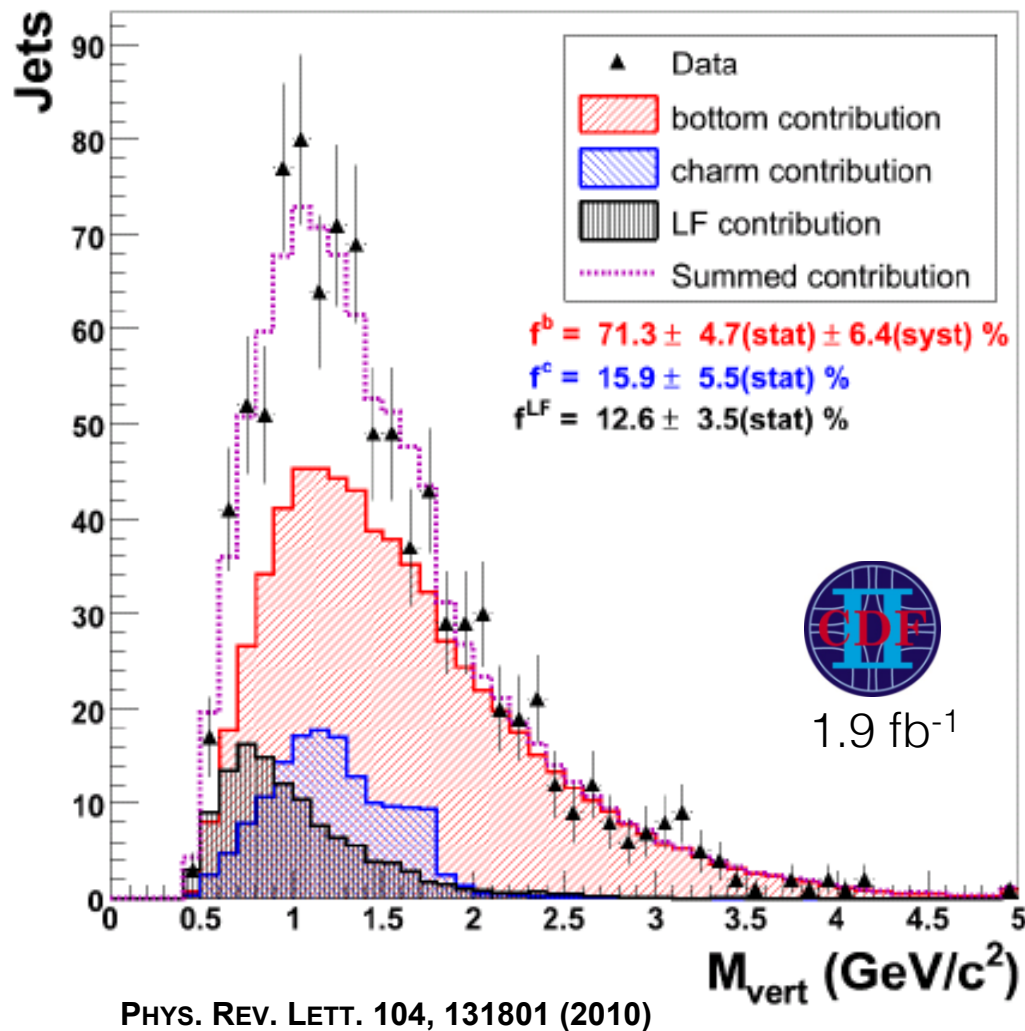 Jets
90
80
70
60
50
40
30
20
10
0
Data
bottom contribution
charm contribution
LF contribution
Summed contribution
f^b = 71.3 ± 4.7(stat) ± 6.4(syst) %
f^c = 15.9 ± 5.5(stat) %
f^LF = 12.6 ± 3.5(stat) %
II
CDF
1.9 fb⁻¹
0 0.5 1 1.5 2 2.5 3 3.5 4 4.5 5
M_vert (GeV/c²)
PHYS. REV. LETT. 104, 131801 (2010)